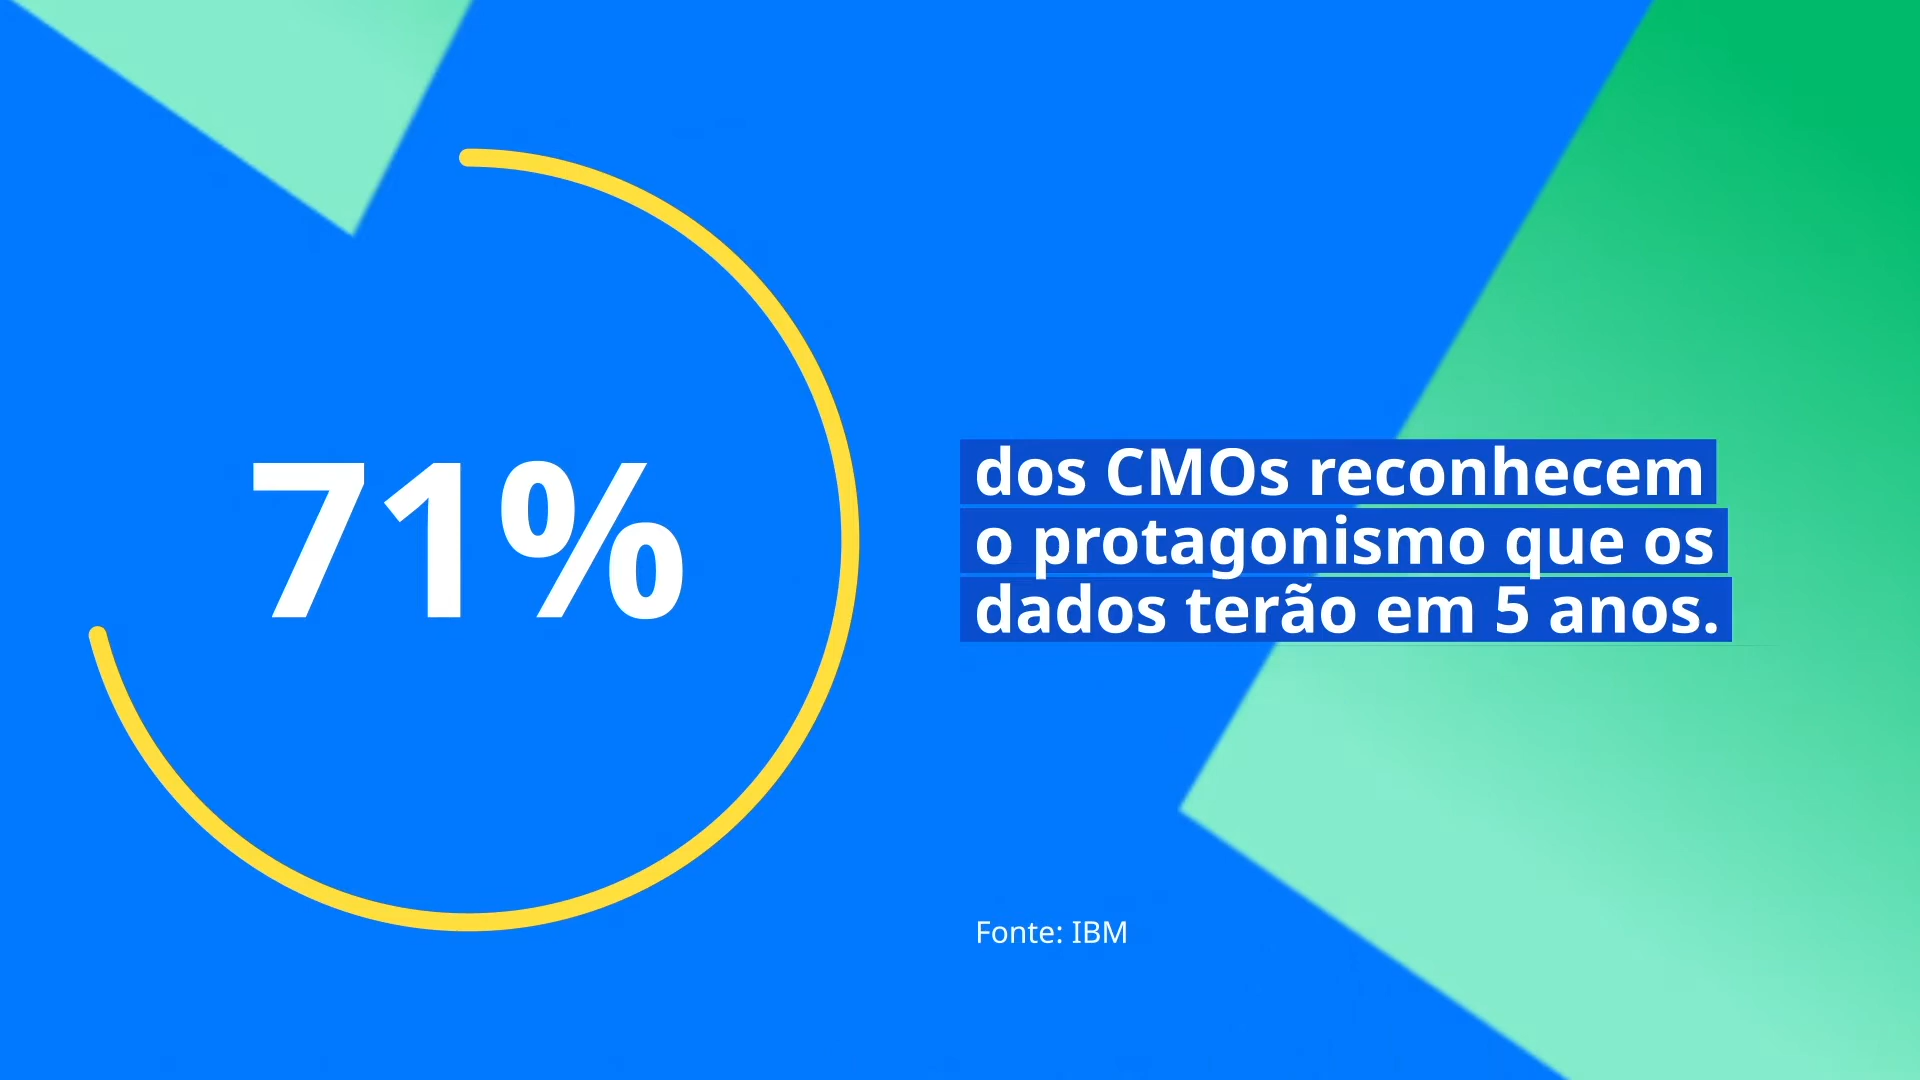 71%
dos CMOs reconhecem
o protagonismo que os
dados terão em 5 anos.
Fonte: IBM